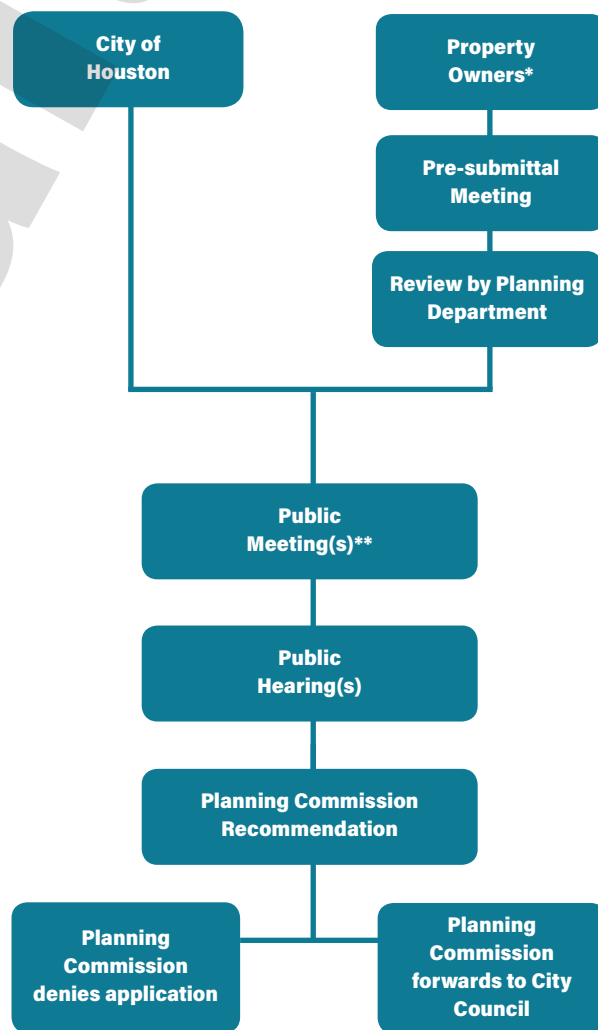 City of
Houston
Property
Owners*
Pre-submittal
Meeting
Review by Planning
Department
Public
Meeting(s)**
Public
Hearing(s)
Planning Commission
Recommendation
Planning
Commission
denies application
Planning
Commission
forwards to City
Council